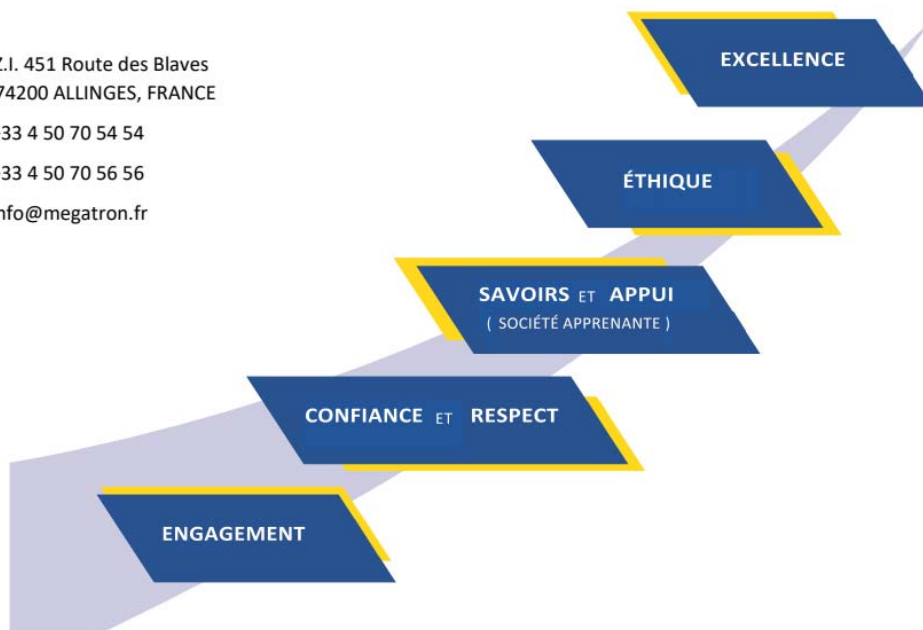 Z.I. 451 Route des Blaves
74200 ALLINGES, FRANCE
33 4 50 70 54 54
33 4 50 70 56 56
nfo@megatron.fr
EXCELLENCE
ÉTHIQUE
SAVOIRS ET APPUI
( SOCIÉTÉ APPRENANTE )
CONFIANCE ET RESPECT
ENGAGEMENT